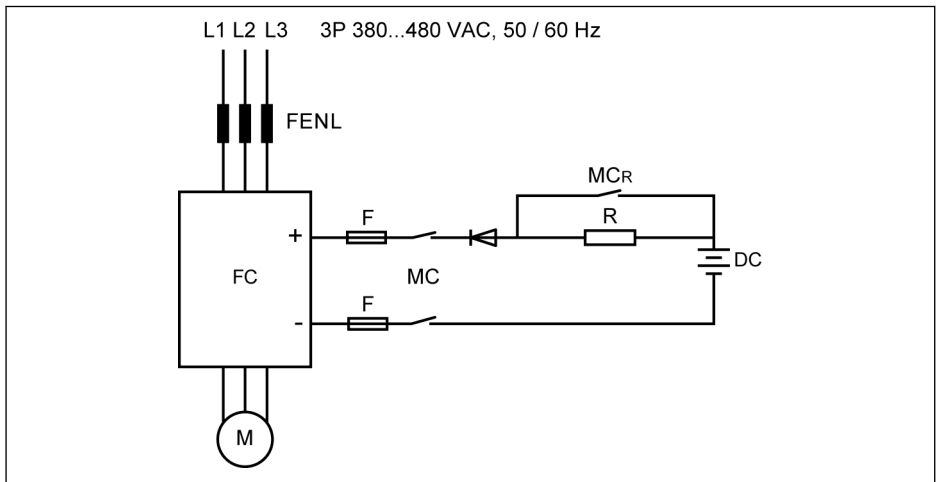 L1 L2 L3 3P 380...480 VAC, 50 / 60 Hz
FENL
MCR
F
R
+
FC
MC
DC
F
-
M